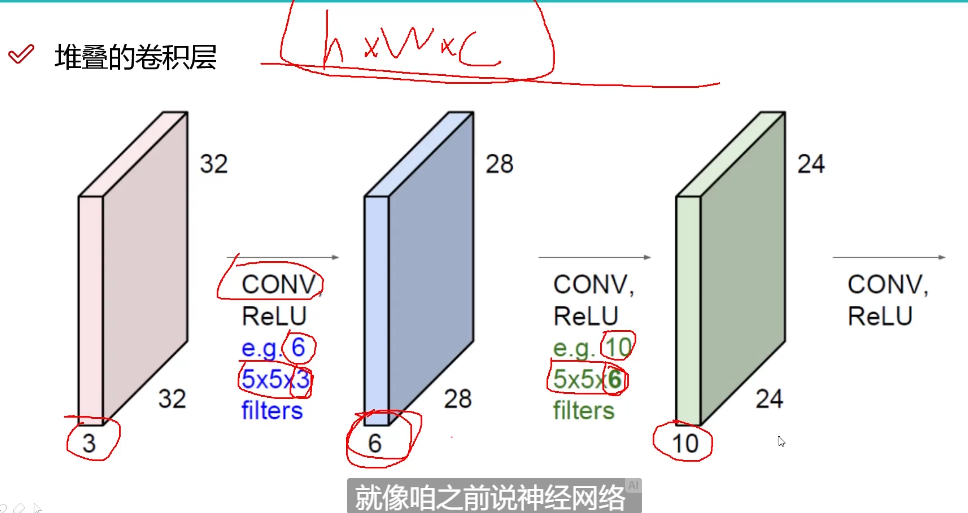 h×W×C
堆叠的卷积层
32
28
24
CONV,
ReLU
e.g. 6
5x5x3
filters
CONV,
ReLU
e.g. 10
5x5x6
filters
CONV,
ReLU
32
28
24
3
6
10
就像咱之前说神经网络
AI